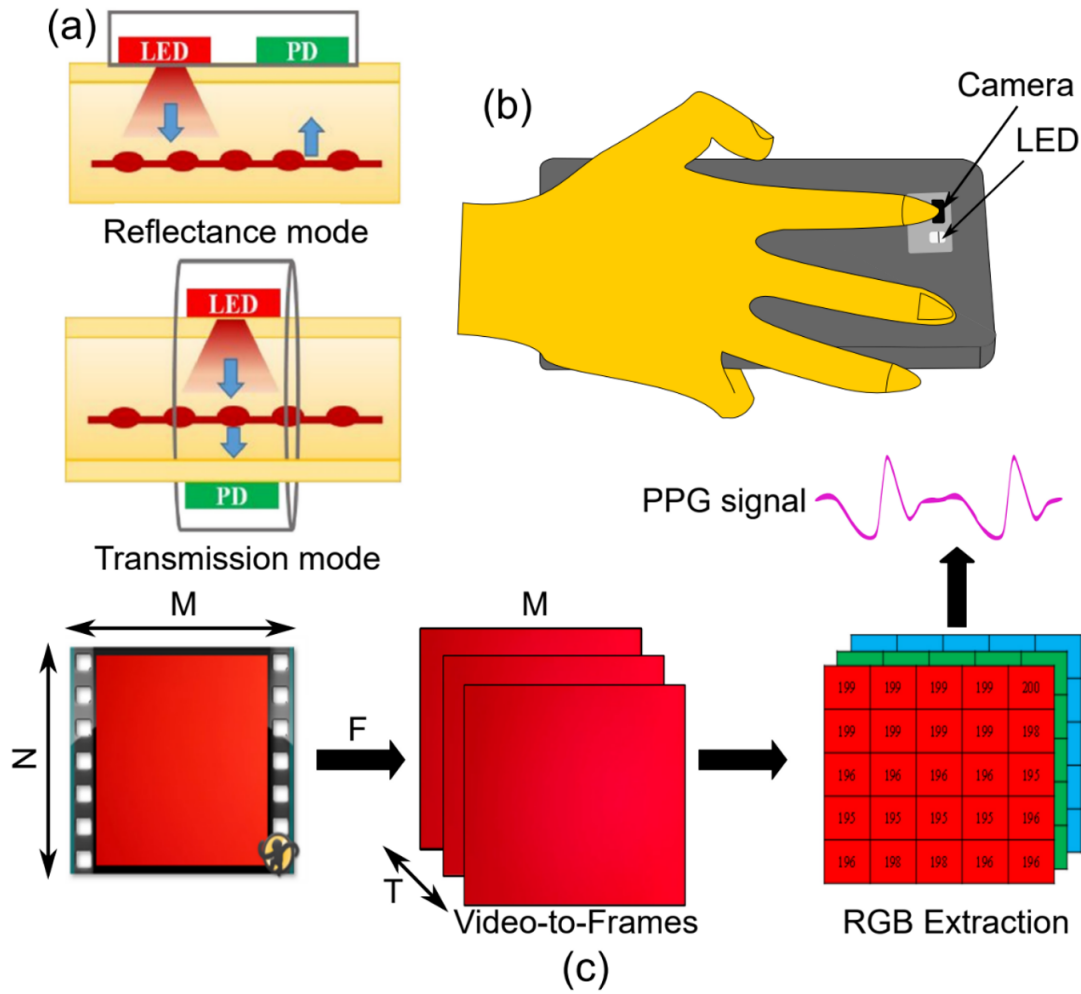 (a)
LED PD
Reflectance mode
LED
PD
Transmission mode
(b)
Camera
LED
PPG signal
M
N
F
M
T
Video-to-Frames
199 199 199 199 200
199 199 199 199 198
196 196 196 196 195
195 195 195 195 196
196 198 198 196 196
RGB Extraction
(c)